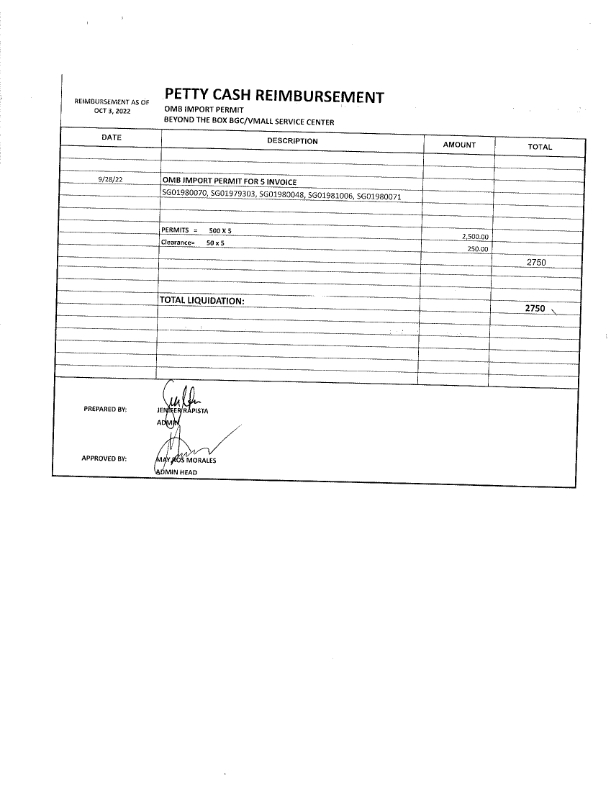 PETTY CASH REIMBURSEMENT
REIMBURSEMENT AS OF
OCT 3, 2022
OMB IMPORT PERMIT
BEYOND THE BOX BGC/VMALL SERVICE CENTER
DATE DESCRIPTION AMOUNT TOTAL
9/28/22 OMB IMPORT PERMIT FOR 5 INVOICE
SG01980070, SG01979303, SG01980048, SG01981006, SG01980071
PERMITS = 500 X 5 2,500.00
Clearance= 50 x 5 250.00
2750
TOTAL LIQUIDATION: 2750
PREPARED BY: JENIFER RAPISTA
ADMIN
APPROVED BY: MAY ROS MORALES
ADMIN HEAD